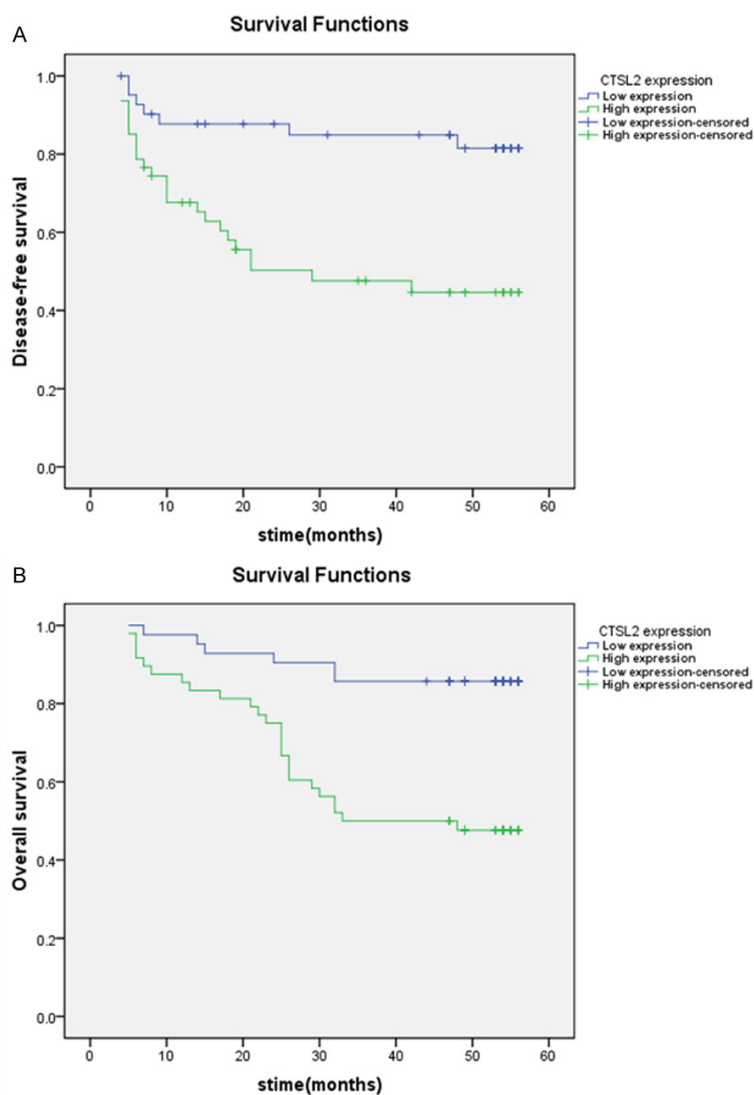 A
Survival Functions
CTSL2 expression
Low expression
High expression
Low expression-censored
High expression-censored
Disease-free survival
1.0
0.8
0.6
0.4
0.2
0.0
0 10 20 30 40 50 60
stime(months)
B
Survival Functions
CTSL2 expression
Low expression
High expression
Low expression-censored
High expression-censored
Overall survival
1.0
0.8
0.6
0.4
0.2
0.0
0 10 20 30 40 50 60
stime(months)